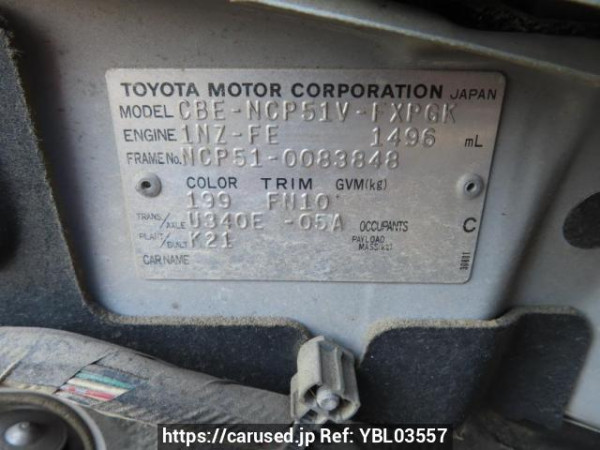 TOYOTA MOTOR CORPORATION JAPAN
MODEL CBE-NCP51V-FXPGK
ENGINE 1NZ-FE 1496 mL
FRAME No. NCP51-0083848
COLOR TRIM GVM(kg)
199 FN10
TRANS./AXLE U340E -05A OCCUPANTS C
PLANT/BUILT K21 PAYLOAD MASS(kg)
CAR NAME
https://carused.jp Ref: YBL03557